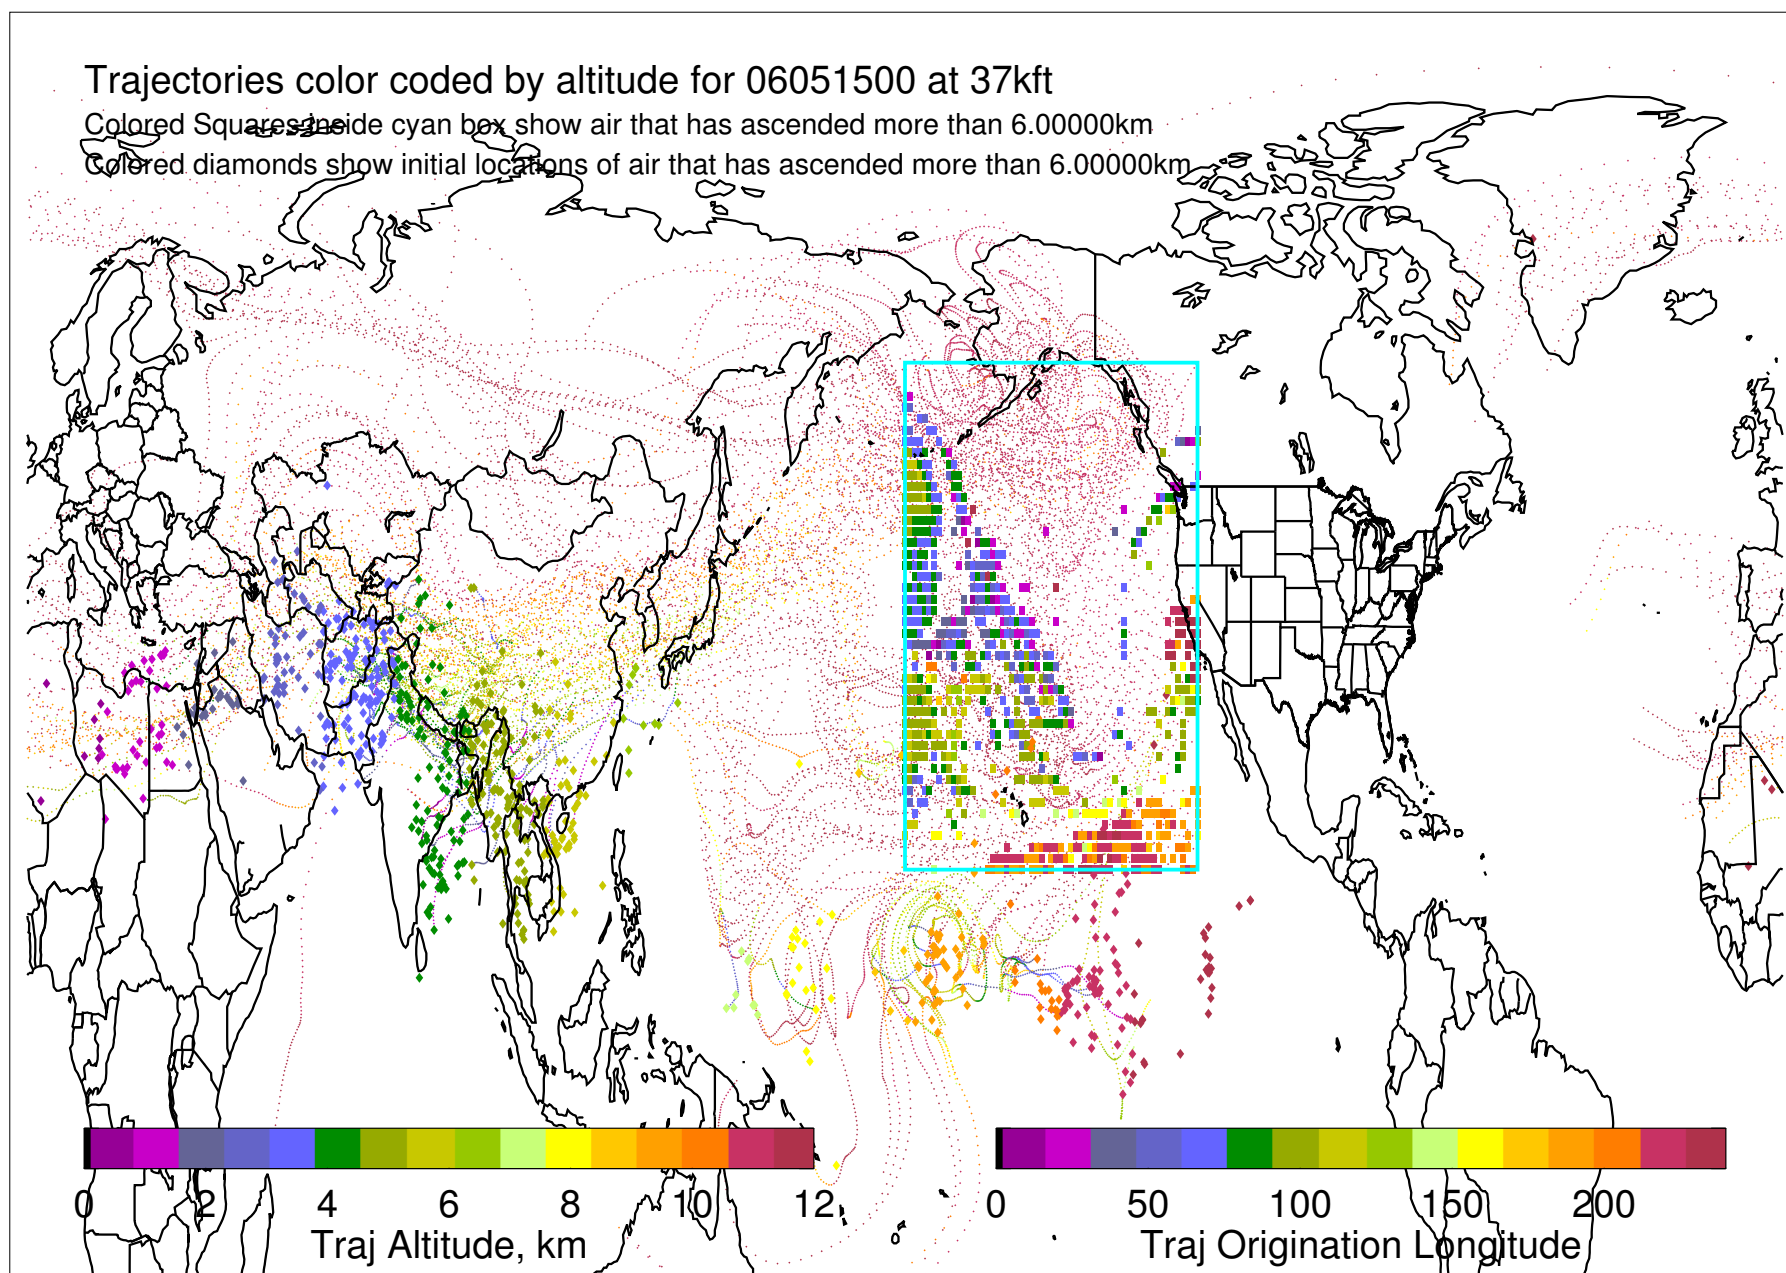 Trajectories color coded by altitude for 06051500 at 37kft
Colored Squares inside cyan box show air that has ascended more than 6.00000km
Colored diamonds show initial locations of air that has ascended more than 6.00000km
0 2 4 6 8 10 12
Traj Altitude, km
0 50 100 150 200
Traj Origination Longitude